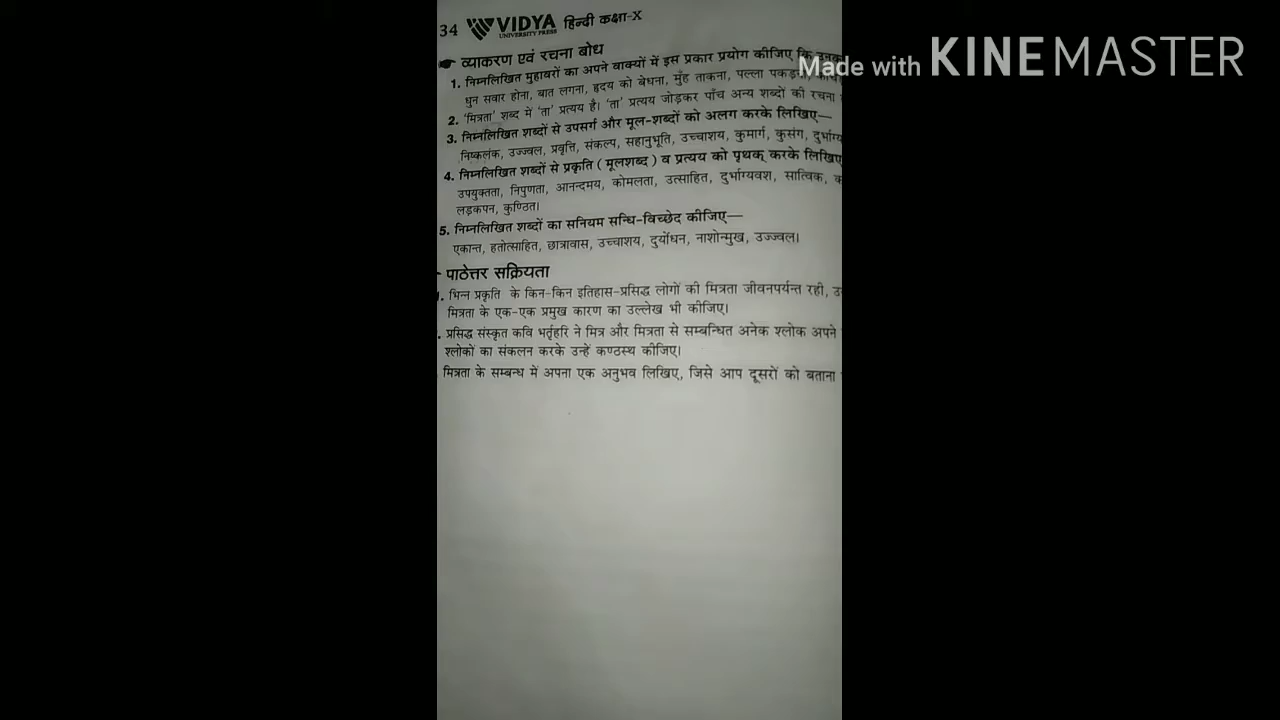 34 VIDYA हिन्दी कक्षा-X
UNIVERSITY PRESS
Made with KINEMASTER
व्याकरण एवं रचना बोध
1. निम्नलिखित मुहावरों का अपने वाक्यों में इस प्रकार प्रयोग कीजिए कि
धुन सवार होना, बात लगना, हृदय को बेधना, मुँह ताकना, पल्ला
2. 'मित्रता' शब्द में 'ता' प्रत्यय है। 'ता' प्रत्यय जोड़कर पाँच अन्य शब्दों की रचना
3. निम्नलिखित शब्दों से उपसर्ग और मूल-शब्दों को अलग करके लिखिए—
निष्कलंक, उज्ज्वल, प्रवृत्ति, संकल्प, सहानुभूति, उच्चाशय, कुमार्ग, कुसंग, दुर्भाग्य
4. निम्नलिखित शब्दों से प्रकृति (मूलशब्द) व प्रत्यय को पृथक् करके लिखिए
उपयुक्तता, निपुणता, आनन्दमय, कोमलता, उत्साहित, दुर्भाग्यवश, सात्विक,
लड़कपन, कुण्ठित।
5. निम्नलिखित शब्दों का सनियम सन्धि-विच्छेद कीजिए—
एकान्त, हतोत्साहित, छात्रावास, उच्चाशय, दुर्योधन, नाशोन्मुख, उज्ज्वल।
पाठेत्तर सक्रियता
1. भिन्न प्रकृति के किन-किन इतिहास-प्रसिद्ध लोगों की मित्रता जीवनपर्यन्त रही,
मित्रता के एक-एक प्रमुख कारण का उल्लेख भी कीजिए।
. प्रसिद्ध संस्कृत कवि भर्तृहरि ने मित्र और मित्रता से सम्बन्धित अनेक श्लोक अपने
श्लोकों का संकलन करके उन्हें कण्ठस्थ कीजिए।
मित्रता के सम्बन्ध में अपना एक अनुभव लिखिए, जिसे आप दूसरों को बताना